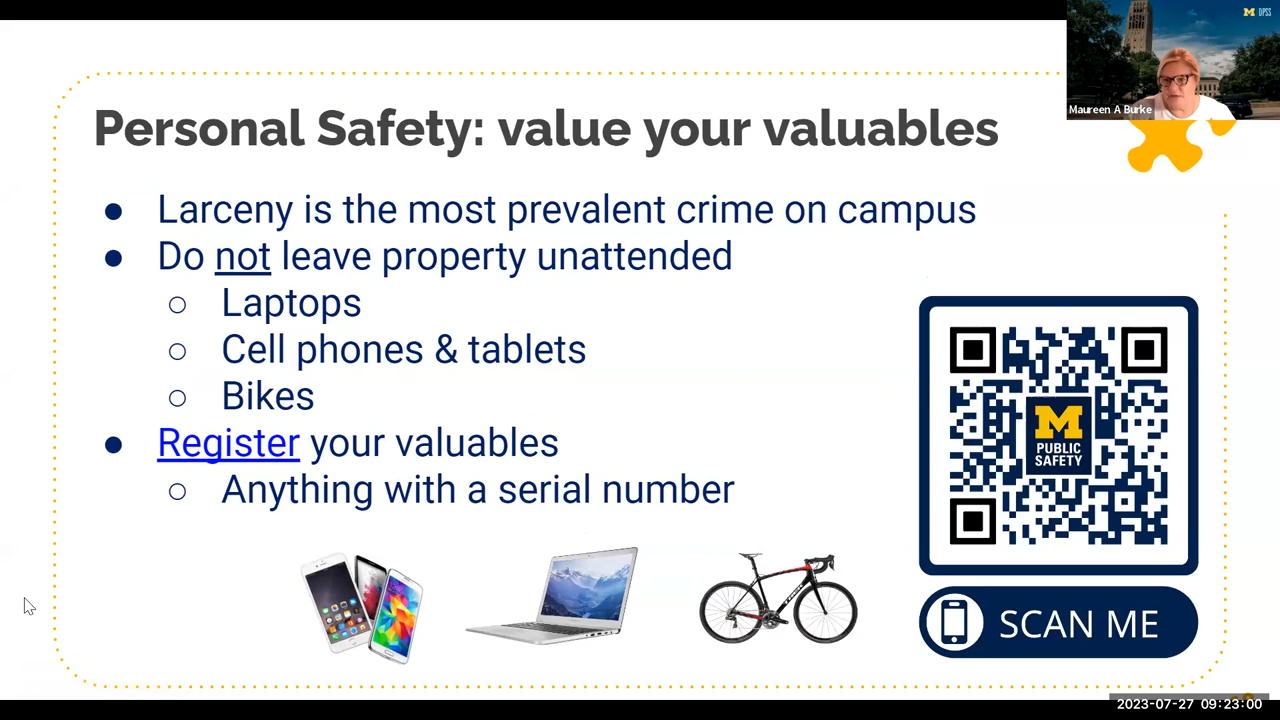 M DPSS
Maureen A Burke
Personal Safety: value your valuables
● Larceny is the most prevalent crime on campus
● Do not leave property unattended
○ Laptops
○ Cell phones & tablets
○ Bikes
● Register your valuables
○ Anything with a serial number
M
PUBLIC
SAFETY
TREK
SCAN ME
2023-07-27 09:23:00